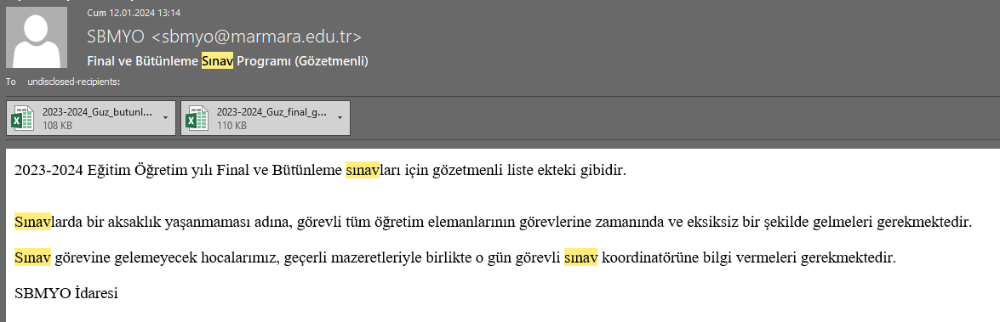 Cum 12.01.2024 13:14
SBMYO <sbmyo@marmara.edu.tr>
Final ve Bütünleme Sınav Programı (Gözetmenli)
To undisclosed-recipients:
2023-2024_Guz_butunl... 2023-2024_Guz_final_g...
108 KB 110 KB
2023-2024 Eğitim Öğretim yılı Final ve Bütünleme sınavları için gözetmenli liste ekteki gibidir.
Sınavlarda bir aksaklık yaşanmaması adına, görevli tüm öğretim elemanlarının görevlerine zamanında ve eksiksiz bir şekilde gelmeleri gerekmektedir.
Sınav görevine gelemeyecek hocalarımız, geçerli mazeretleriyle birlikte o gün görevli sınav koordinatörüne bilgi vermeleri gerekmektedir.
SBMYO İdaresi